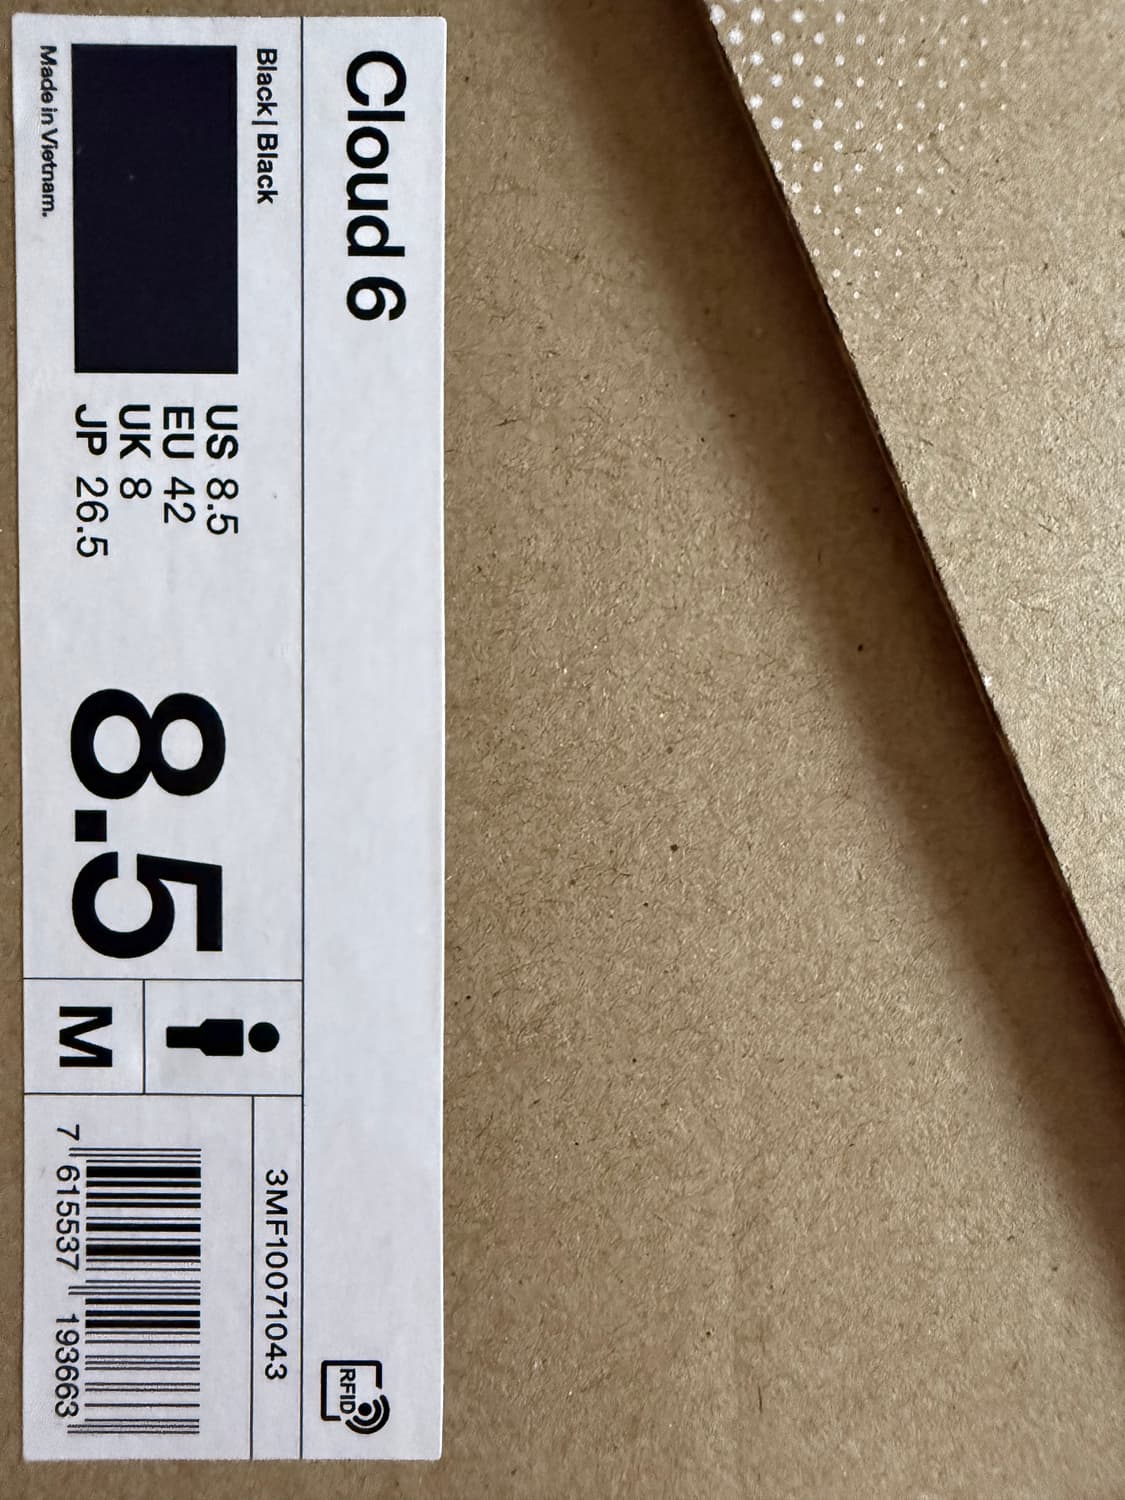 Cloud 6
RFID
Black | Black
3MF10071043
US 8.5
EU 42
UK 8
JP 26.5
8.5
M
Made in Vietnam.
7 615537 193663